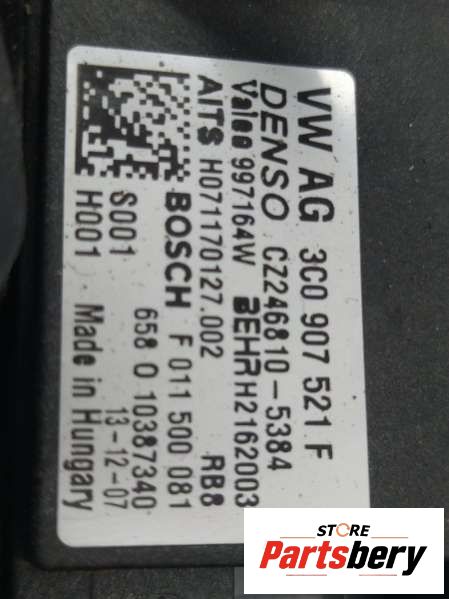 VW AG 3C0 907 521 F
DENSO CZ246810-5384
Valeo 997164W BEHR H2162003
AITS H071170127.002 RB8
BOSCH F 011 500 081
S001 658 0 10387340
H001 13-12-07
Made in Hungary
STORE
Partsbery